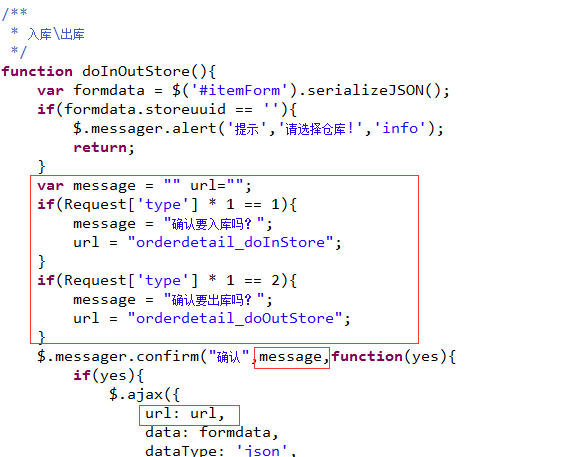 /**
 * 入库\出库
 */
function doInOutStore(){
    var formdata = $('#itemForm').serializeJSON();
    if(formdata.storeuuid == ''){
        $.messager.alert('提示','请选择仓库!','info');
        return;
    }
    var message = "" url="";
    if(Request['type'] * 1 == 1){
        message = "确认要入库吗？";
        url = "orderdetail_doInStore";
    }
    if(Request['type'] * 1 == 2){
        message = "确认要出库吗？";
        url = "orderdetail_doOutStore";
    }
    $.messager.confirm("确认",message,function(yes){
        if(yes){
            $.ajax({
                url: url,
                data: formdata,
                dataType: 'json',